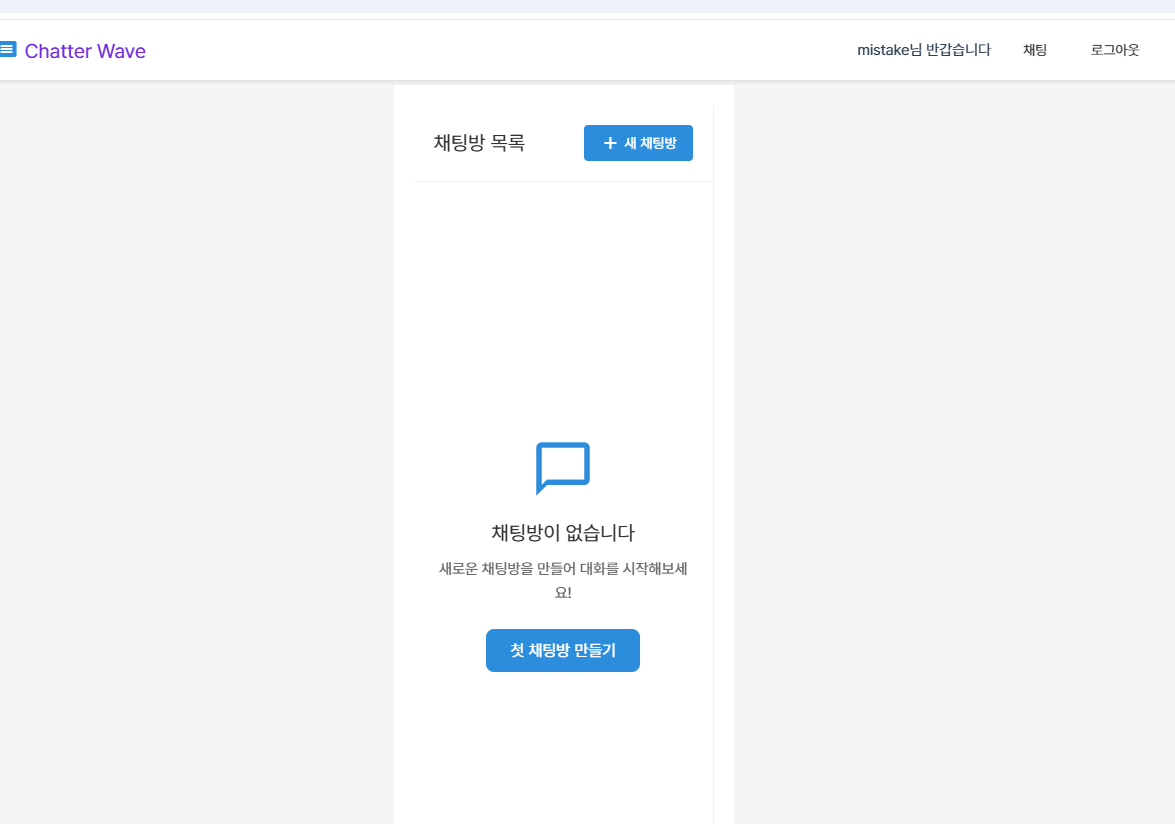 Chatter Wave
mistake님 반갑습니다
채팅
로그아웃
채팅방 목록
+ 새 채팅방
채팅방이 없습니다
새로운 채팅방을 만들어 대화를 시작해보세
요!
첫 채팅방 만들기